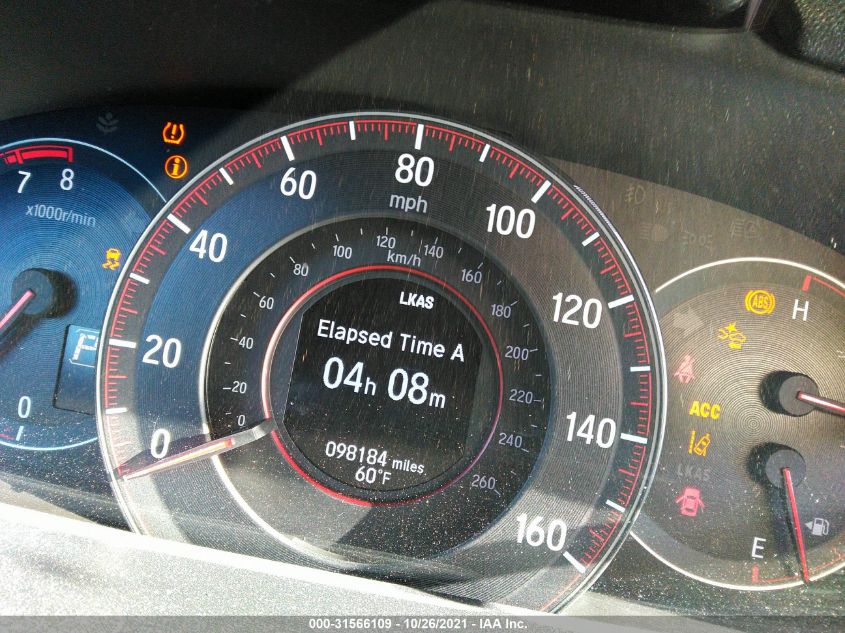 7 8
x1000r/min
0
P
0 20 40 60 80 100 120 140 160
mph
0 20 40 60 80 100 120 140 160 180 200 220 240 260
km/h
LKAS
Elapsed Time A
04h 08m
098184 miles
60°F
ABS
H
ACC
LKAS
E
000-31566109 - 10/26/2021 - IAA Inc.